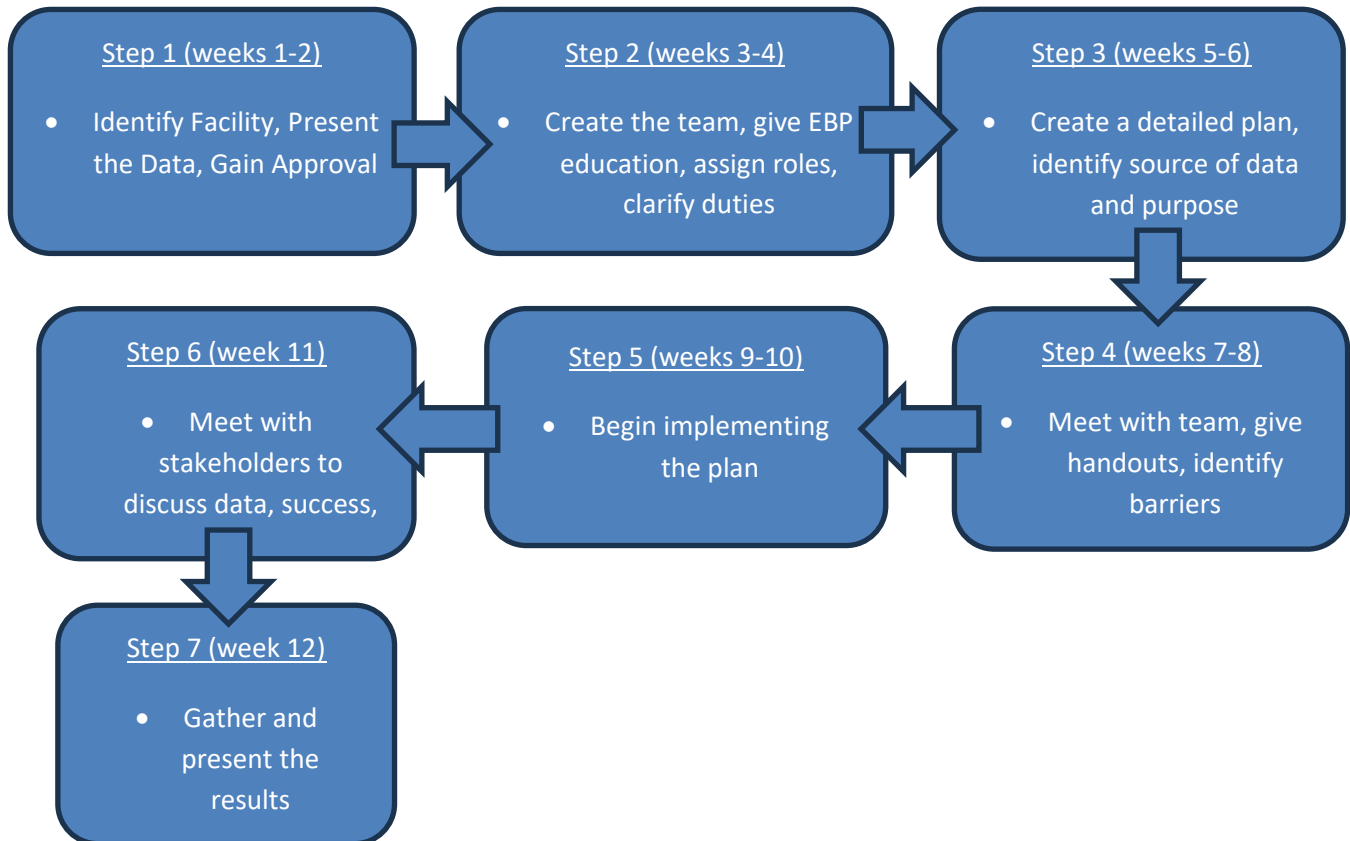 Step 1 (weeks 1-2)
• Identify Facility, Present
the Data, Gain Approval
Step 2 (weeks 3-4)
• Create the team, give EBP
education, assign roles,
clarify duties
Step 3 (weeks 5-6)
• Create a detailed plan,
identify source of data
and purpose
Step 4 (weeks 7-8)
• Meet with team, give
handouts, identify
barriers
Step 5 (weeks 9-10)
• Begin implementing
the plan
Step 6 (week 11)
• Meet with
stakeholders to
discuss data, success,
Step 7 (week 12)
• Gather and
present the
results